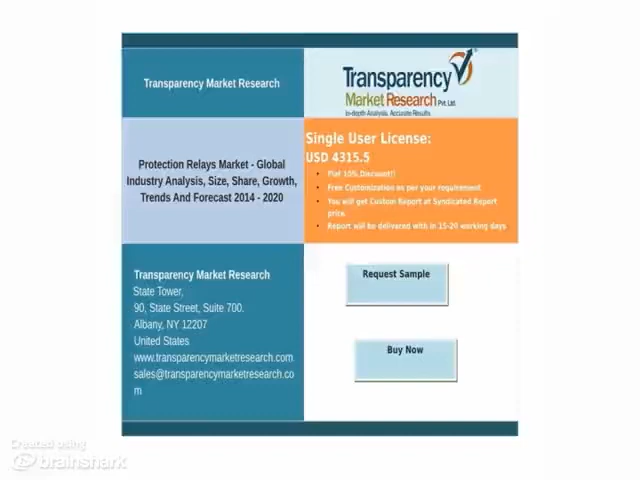 Transparency Market Research
Transparency
Market Research Pvt. Ltd.
In-depth Analysis, Accurate Results
Protection Relays Market - Global
Industry Analysis, Size, Share, Growth,
Trends And Forecast 2014 - 2020
Single User License:
USD 4315.5
• Flat 10% Discount!!
• Free Customization as per your requirement
• You will get Custom Report at Syndicated Report
price
• Report will be delivered with in 15-20 working days
Transparency Market Research
State Tower,
90, State Street, Suite 700.
Albany, NY 12207
United States
www.transparencymarketresearch.com
sales@transparencymarketresearch.co
m
Request Sample
Buy Now
Created using
brainshark